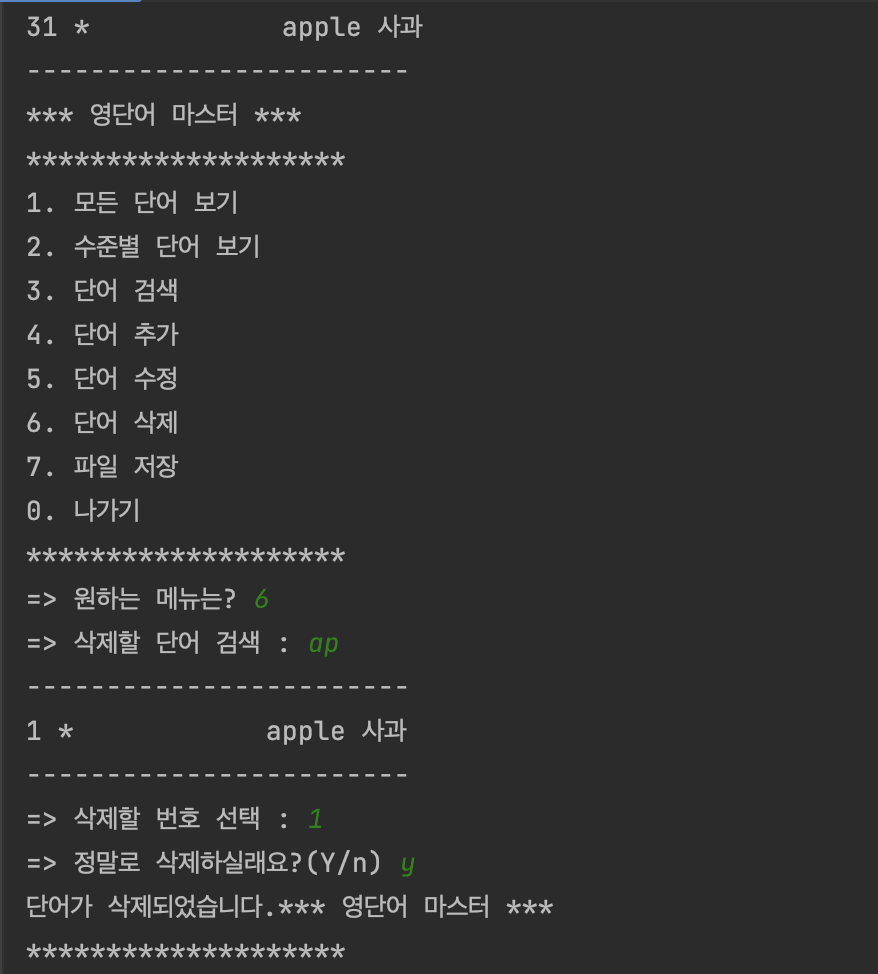 31 *            apple 사과
------------------------
*** 영단어 마스터 ***
********************
1. 모든 단어 보기
2. 수준별 단어 보기
3. 단어 검색
4. 단어 추가
5. 단어 수정
6. 단어 삭제
7. 파일 저장
0. 나가기
********************
=> 원하는 메뉴는? 6
=> 삭제할 단어 검색 : ap
------------------------
1 *            apple 사과
------------------------
=> 삭제할 번호 선택 : 1
=> 정말로 삭제하실래요?(Y/n) y
단어가 삭제되었습니다.*** 영단어 마스터 ***
********************